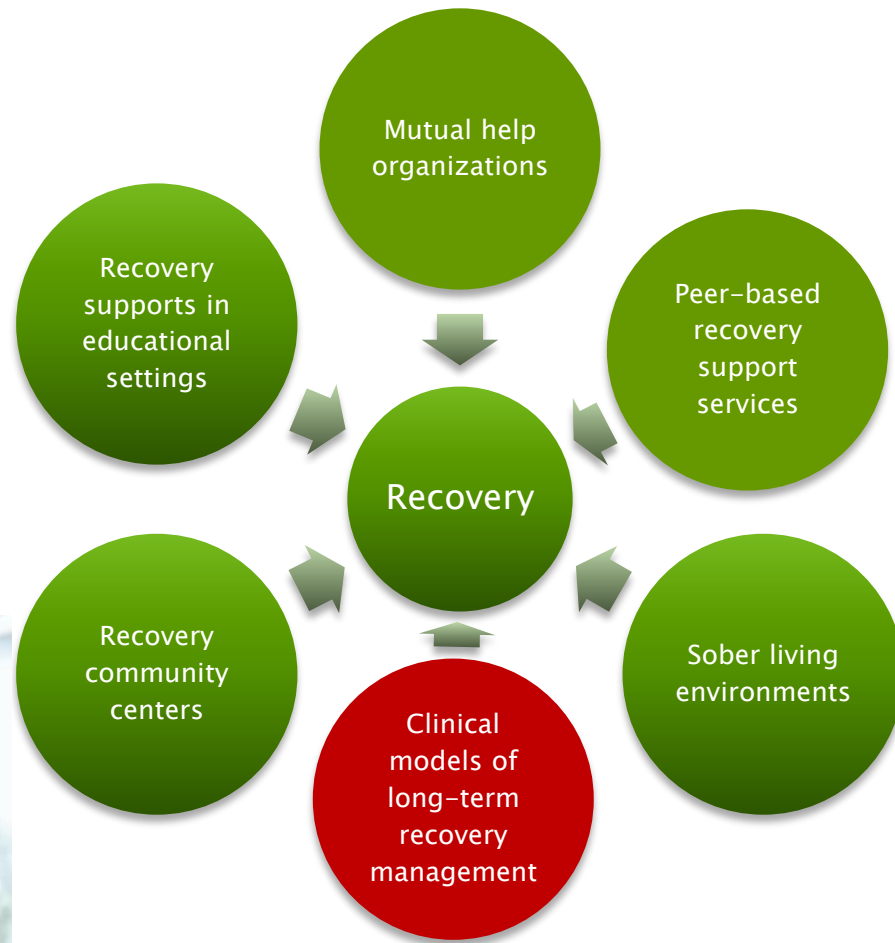 Mutual help
organizations
Recovery
supports in
educational
settings
Peer-based
recovery
support
services
Recovery
Recovery
community
centers
Sober living
environments
Clinical
models of
long-term
recovery
management